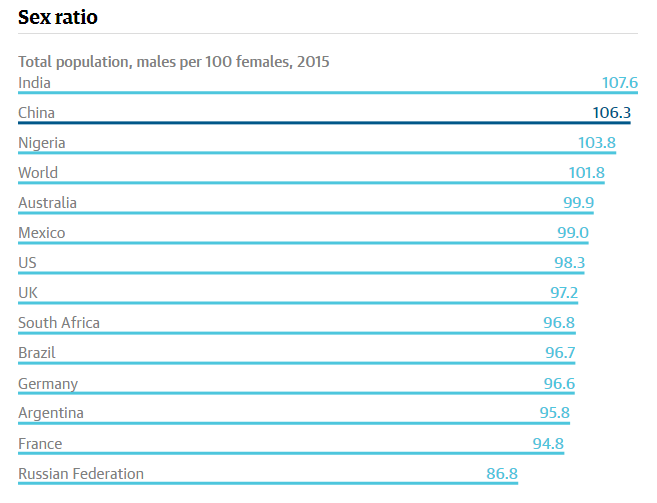 Sex ratio
Total population, males per 100 females, 2015
India 107.6
China 106.3
Nigeria 103.8
World 101.8
Australia 99.9
Mexico 99.0
US 98.3
UK 97.2
South Africa 96.8
Brazil 96.7
Germany 96.6
Argentina 95.8
France 94.8
Russian Federation 86.8